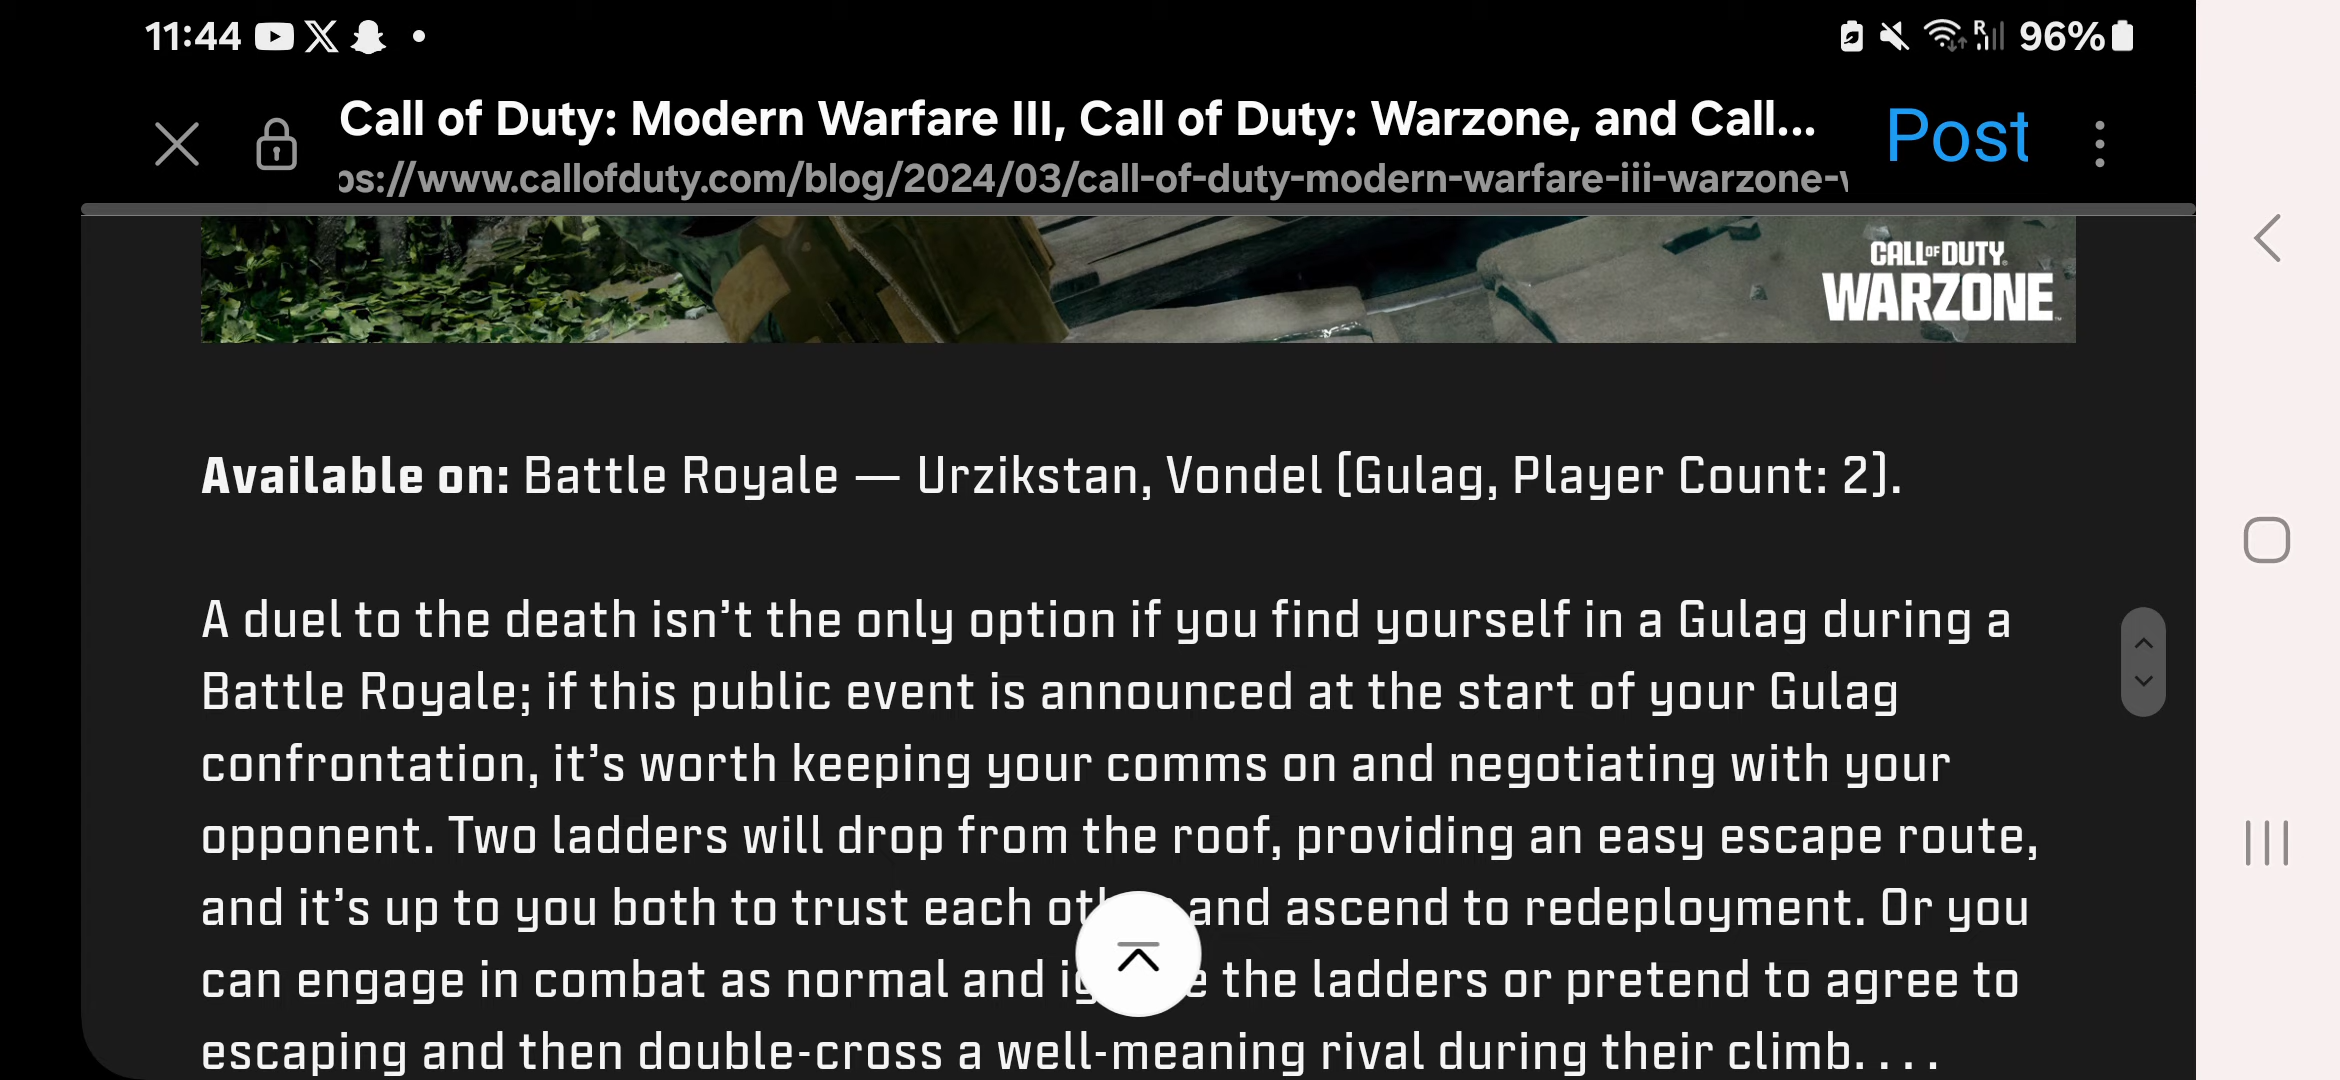 11:44
R 96%
Call of Duty: Modern Warfare III, Call of Duty: Warzone, and Call...
Post
ps://www.callofduty.com/blog/2024/03/call-of-duty-modern-warfare-iii-warzone-
CALL OF DUTY
WARZONE
Available on: Battle Royale — Urzikstan, Vondel (Gulag, Player Count: 2).
A duel to the death isn’t the only option if you find yourself in a Gulag during a
Battle Royale; if this public event is announced at the start of your Gulag
confrontation, it’s worth keeping your comms on and negotiating with your
opponent. Two ladders will drop from the roof, providing an easy escape route,
and it’s up to you both to trust each and ascend to redeployment. Or you
can engage in combat as normal and the ladders or pretend to agree to
escaping and then double-cross a well-meaning rival during their climb. . . .